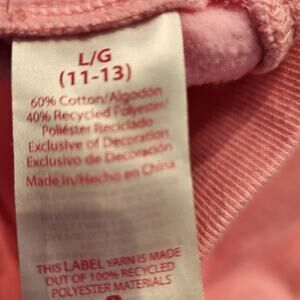 L/G
(11-13)
60% Cotton/Algodón
40% Recycled Polyester/
Poliéster Reciclado
Exclusive of Decoration
Exclusivo de Decoración
Made in/Hecho en China
THIS LABEL YARN IS MADE
OUT OF 100% RECYCLED
POLYESTER MATERIALS